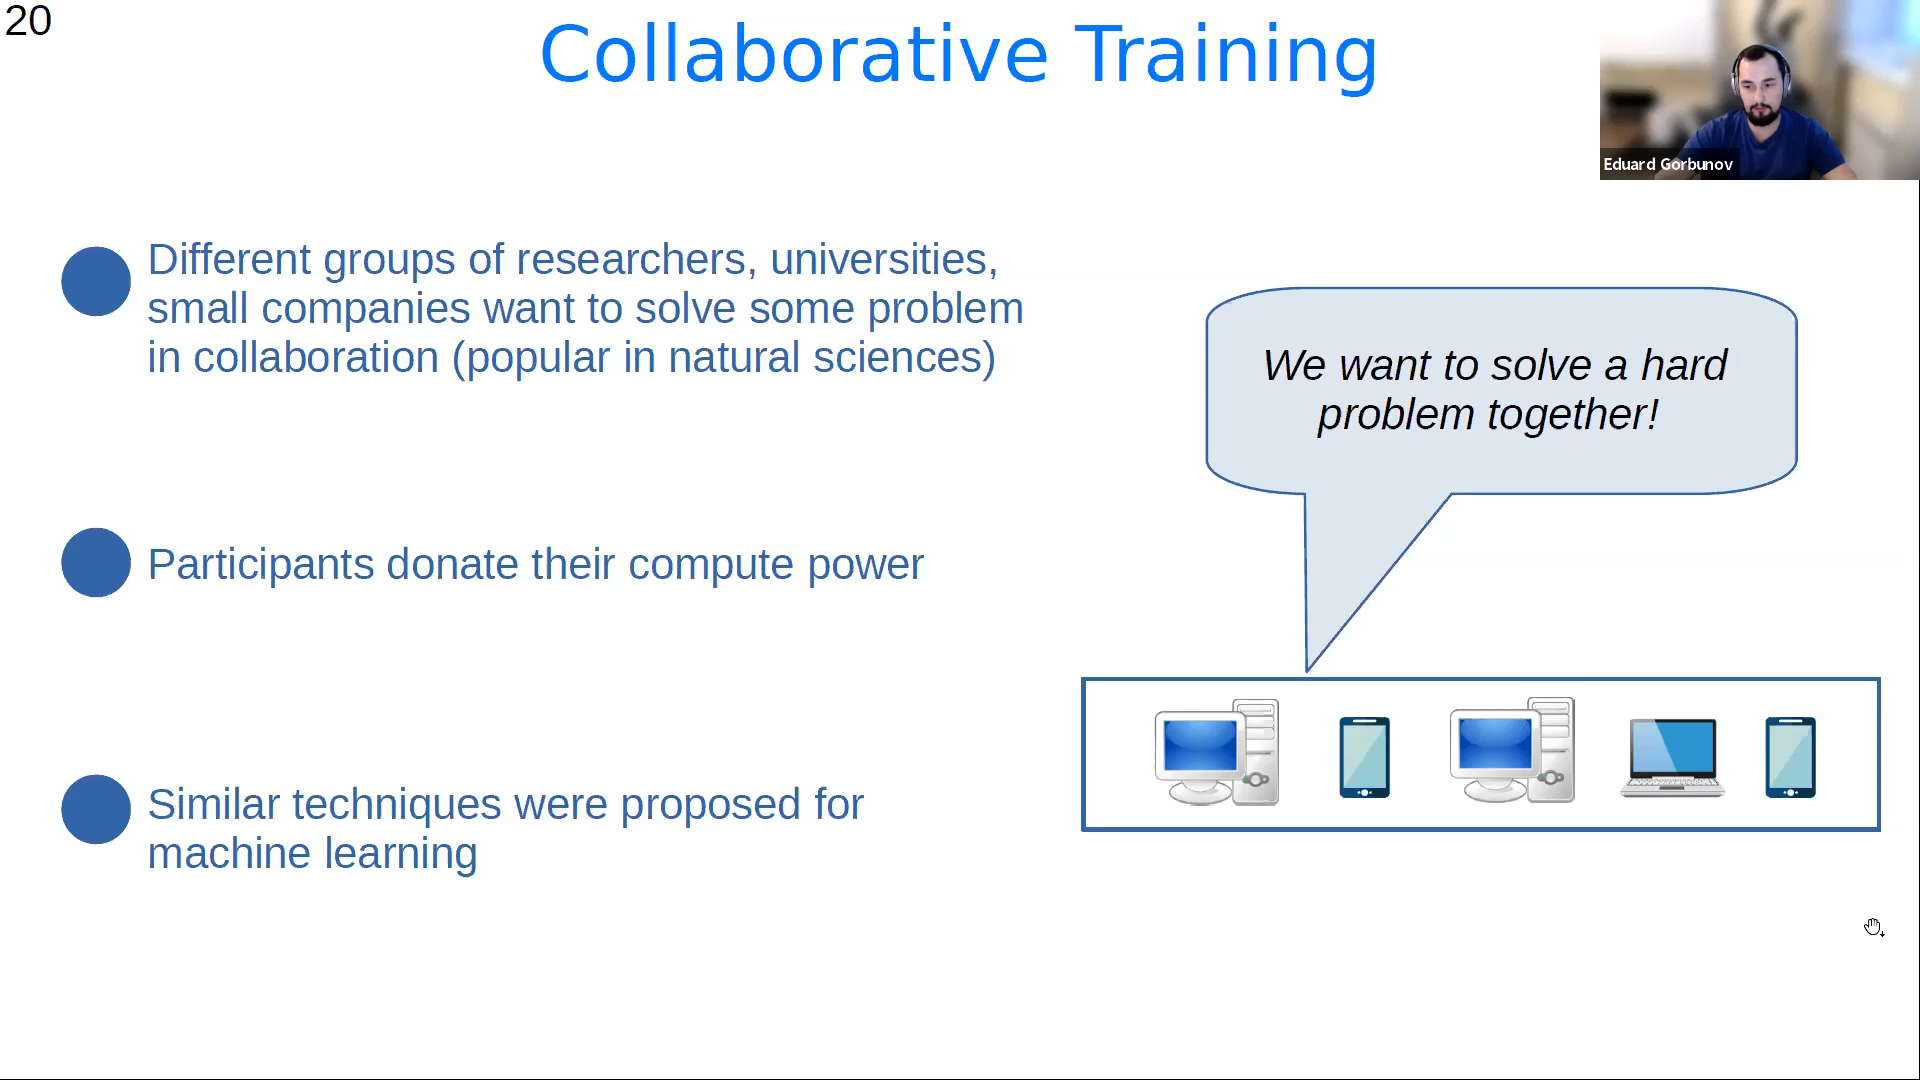 20
Collaborative Training
Eduard Gorbunov
Different groups of researchers, universities,
small companies want to solve some problem
in collaboration (popular in natural sciences)
We want to solve a hard
problem together!
Participants donate their compute power
Similar techniques were proposed for
machine learning